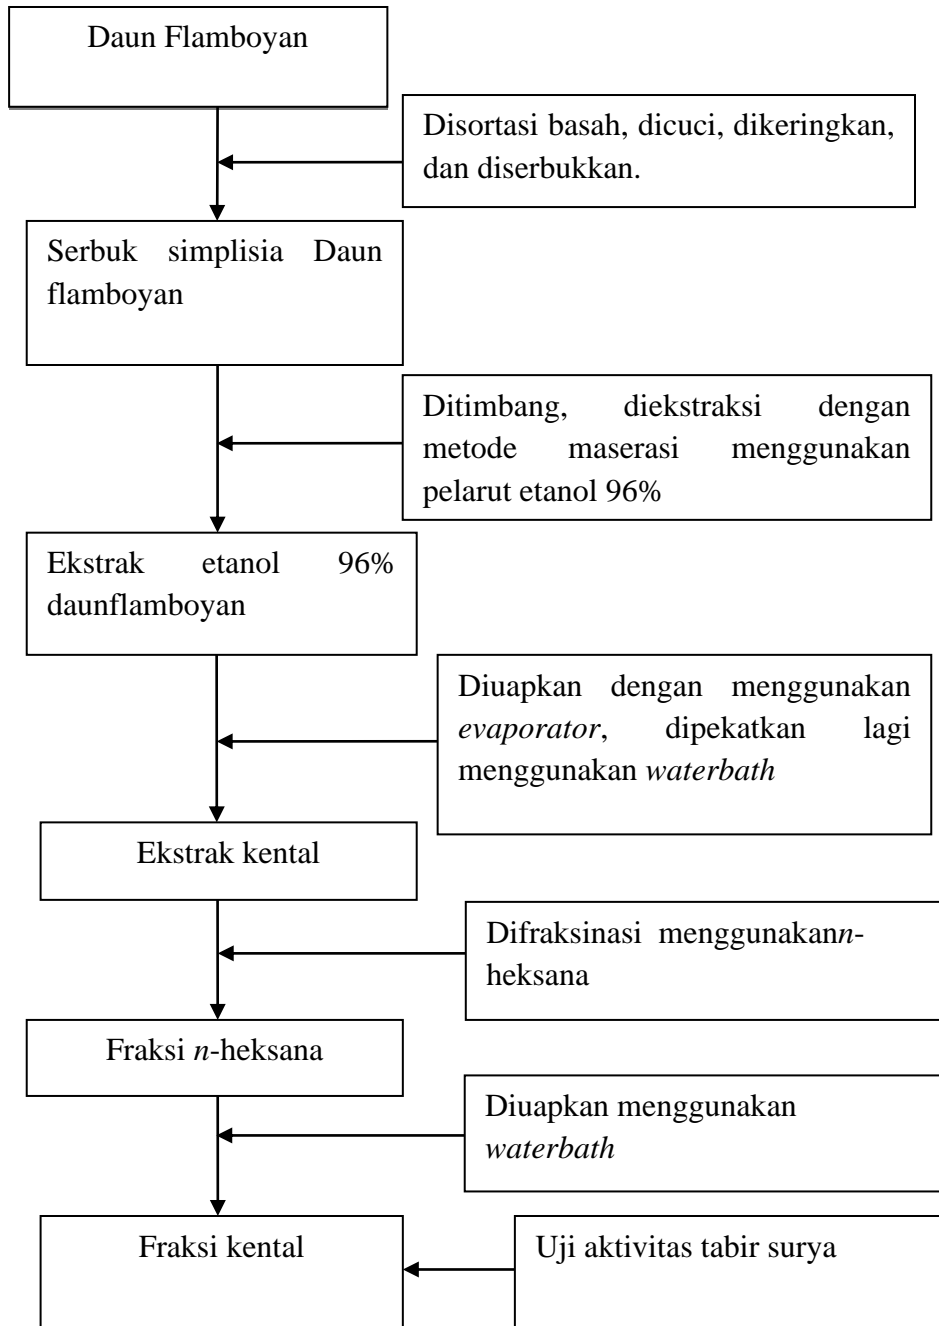 Daun Flamboyan
Disortasi basah, dicuci, dikeringkan,
dan diserbukkan.
Serbuk simplisia Daun
flamboyan
Ditimbang, diekstraksi dengan
metode maserasi menggunakan
pelarut etanol 96%
Ekstrak etanol 96%
daunflamboyan
Diuapkan dengan menggunakan
evaporator, dipekatkan lagi
menggunakan waterbath
Ekstrak kental
Difraksinasi menggunakann-
heksana
Fraksi n-heksana
Diuapkan menggunakan
waterbath
Fraksi kental
Uji aktivitas tabir surya